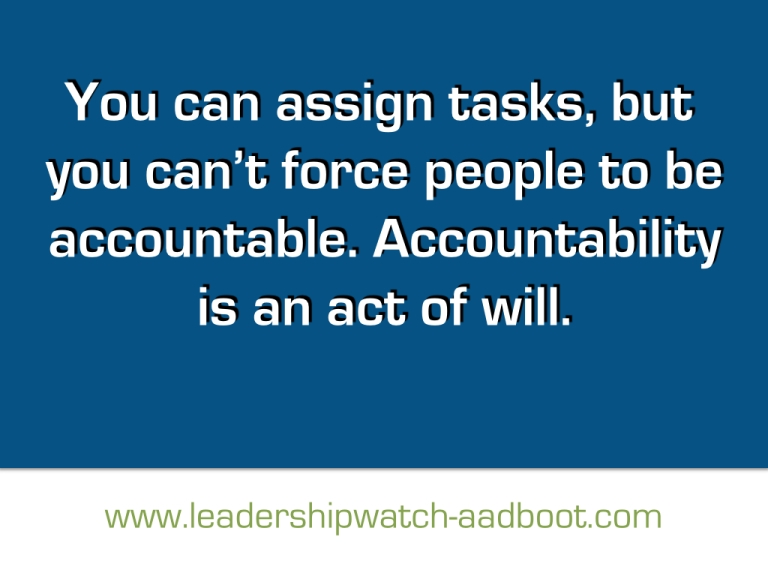 You can assign tasks, but
you can’t force people to be
accountable. Accountability
is an act of will.
www.leadershipwatch-aadboot.com